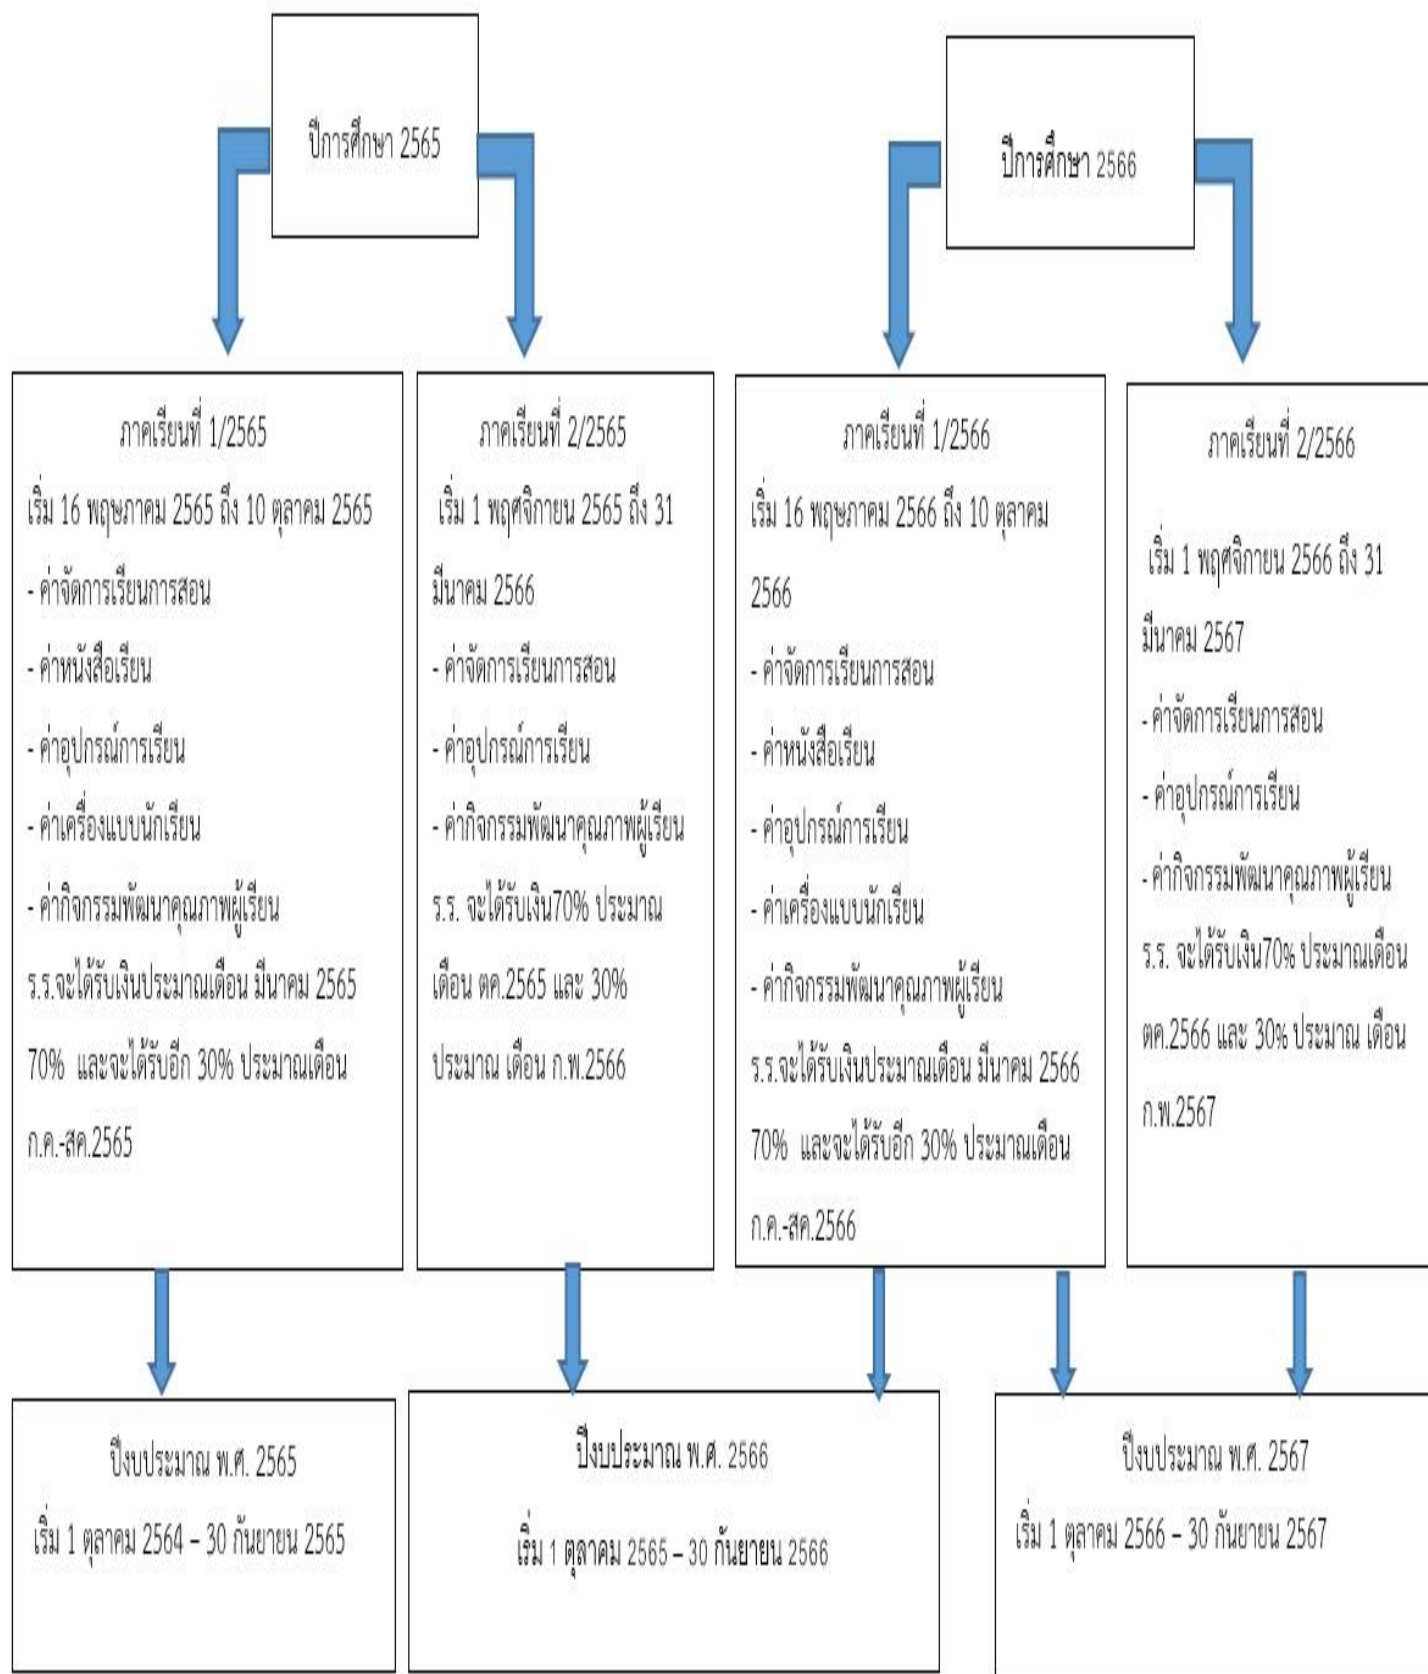 ปีการศึกษา 2565
ปีการศึกษา 2566
ภาคเรียนที่ 1/2565
เริ่ม 16 พฤษภาคม 2565 ถึง 10 ตุลาคม 2565
- ค่าจัดการเรียนการสอน
- ค่าหนังสือเรียน
- ค่าอุปกรณ์การเรียน
- ค่าเครื่องแบบนักเรียน
- ค่ากิจกรรมพัฒนาคุณภาพผู้เรียน
ร.ร.จะได้รับเงินประมาณเดือน มีนาคม 2565
70% และจะได้รับอีก 30% ประมาณเดือน
ก.ค.-สค.2565
ภาคเรียนที่ 2/2565
เริ่ม 1 พฤศจิกายน 2565 ถึง 31
มีนาคม 2566
- ค่าจัดการเรียนการสอน
- ค่าอุปกรณ์การเรียน
- ค่ากิจกรรมพัฒนาคุณภาพผู้เรียน
ร.ร. จะได้รับเงิน70% ประมาณ
เดือน ตค.2565 และ 30%
ประมาณ เดือน ก.พ.2566
ภาคเรียนที่ 1/2566
เริ่ม 16 พฤษภาคม 2566 ถึง 10 ตุลาคม
2566
- ค่าจัดการเรียนการสอน
- ค่าหนังสือเรียน
- ค่าอุปกรณ์การเรียน
- ค่าเครื่องแบบนักเรียน
- ค่ากิจกรรมพัฒนาคุณภาพผู้เรียน
ร.ร.จะได้รับเงินประมาณเดือน มีนาคม 2566
70% และจะได้รับอีก 30% ประมาณเดือน
ก.ค.-สค.2566
ภาคเรียนที่ 2/2566
เริ่ม 1 พฤศจิกายน 2566 ถึง 31
มีนาคม 2567
- ค่าจัดการเรียนการสอน
- ค่าอุปกรณ์การเรียน
- ค่ากิจกรรมพัฒนาคุณภาพผู้เรียน
ร.ร. จะได้รับเงิน70% ประมาณเดือน
ตค.2566 และ 30% ประมาณ เดือน
ก.พ.2567
ปีงบประมาณ พ.ศ. 2565
เริ่ม 1 ตุลาคม 2564 – 30 กันยายน 2565
ปีงบประมาณ พ.ศ. 2566
เริ่ม 1 ตุลาคม 2565 – 30 กันยายน 2566
ปีงบประมาณ พ.ศ. 2567
เริ่ม 1 ตุลาคม 2566 – 30 กันยายน 2567